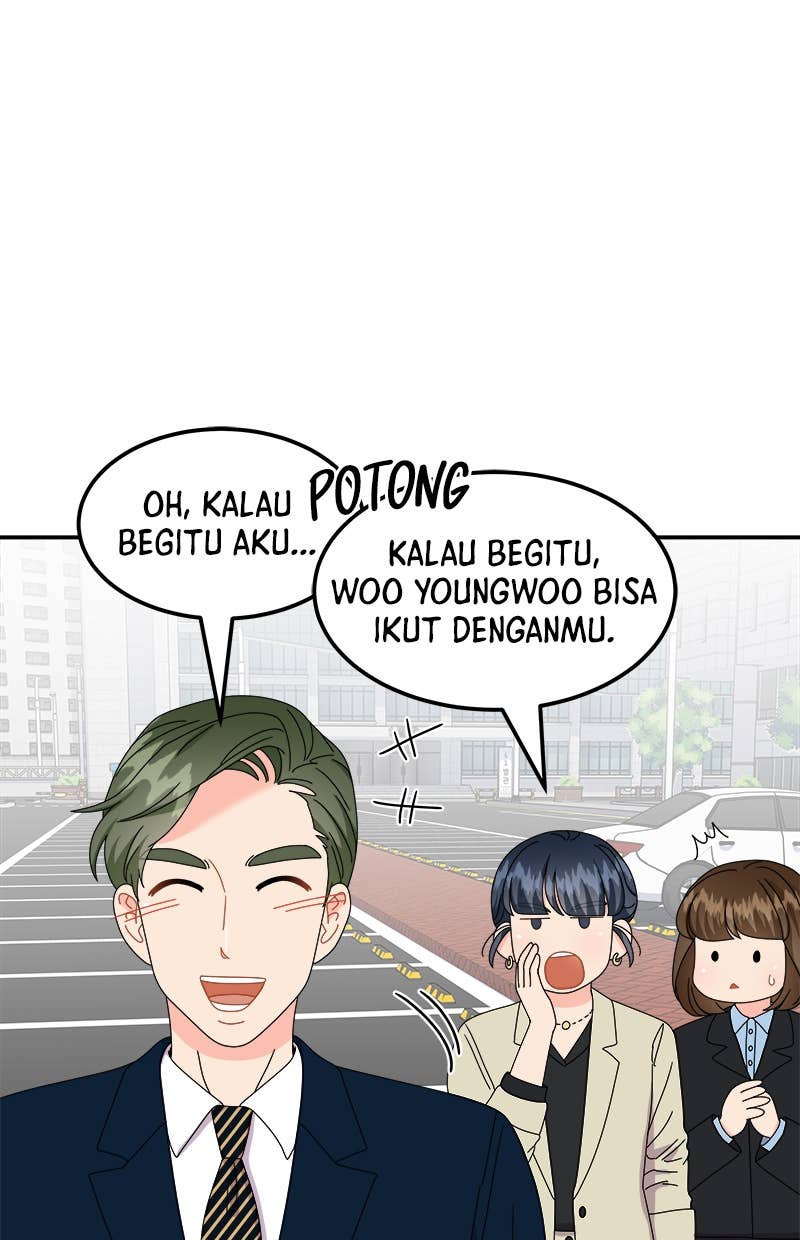 OH, KALAU
BEGITU AKU...
POTONG
KALAU BEGITU,
WOO YOUNGWOO BISA
IKUT DENGANMU.